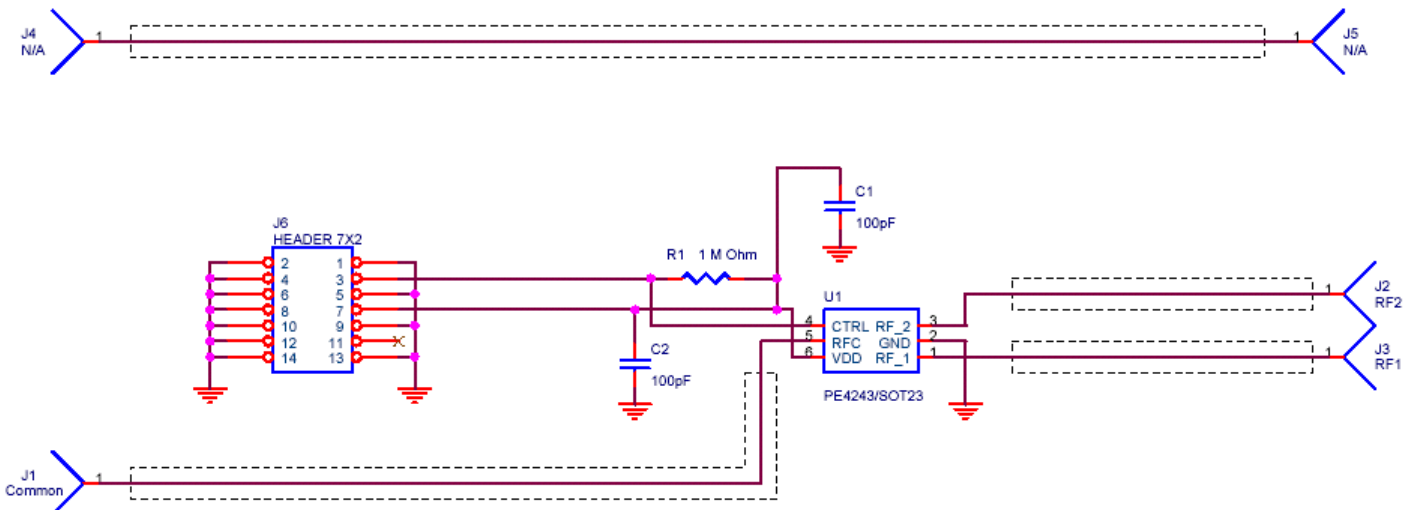 J4
N/A
1
1
J5
N/A
C1
100pF
J6
HEADER 7X2
R1 1 M Ohm
2 1
4 3
6 5
8 7
10 9
12 11
14 13
U1
4 CTRL RF_2 3
5 RFC GND 2
6 VDD RF_1 1
PE4243/SOT23
C2
100pF
1
J2
RF2
1
J3
RF1
J1
Common
1